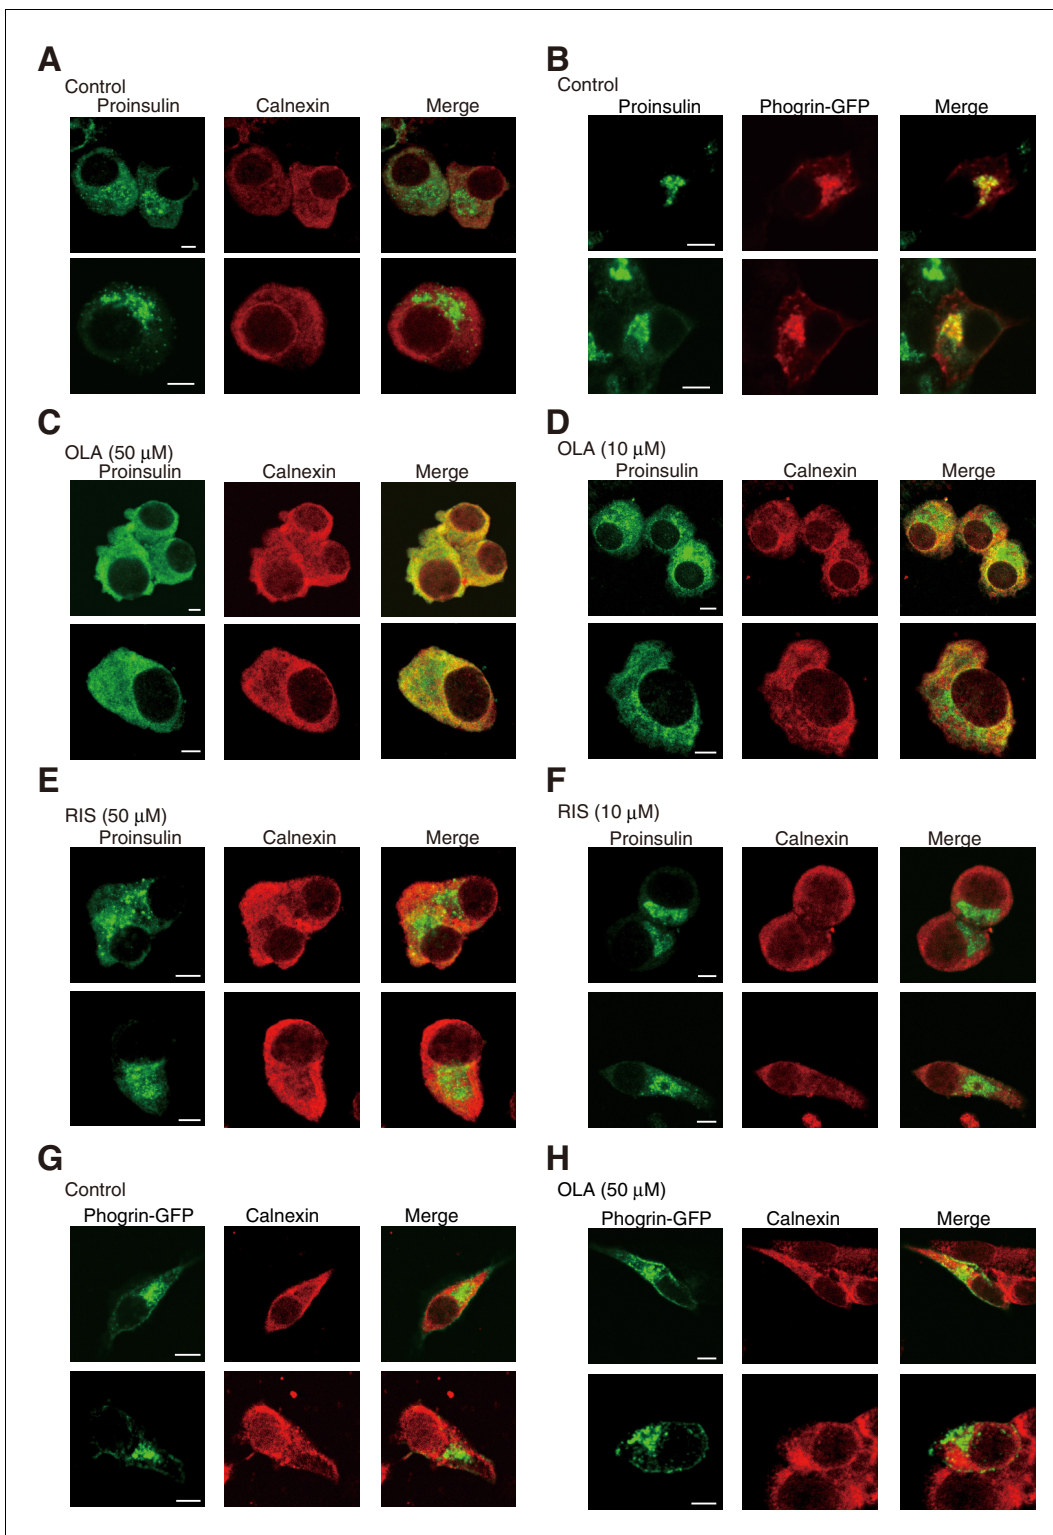 A
Control
Proinsulin Calnexin Merge
B
Control
Proinsulin Phogrin-GFP Merge
C
OLA (50 μM)
Proinsulin Calnexin Merge
D
OLA (10 μM)
Proinsulin Calnexin Merge
E
RIS (50 μM)
Proinsulin Calnexin Merge
F
RIS (10 μM)
Proinsulin Calnexin Merge
G
Control
Phogrin-GFP Calnexin Merge
H
OLA (50 μM)
Phogrin-GFP Calnexin Merge